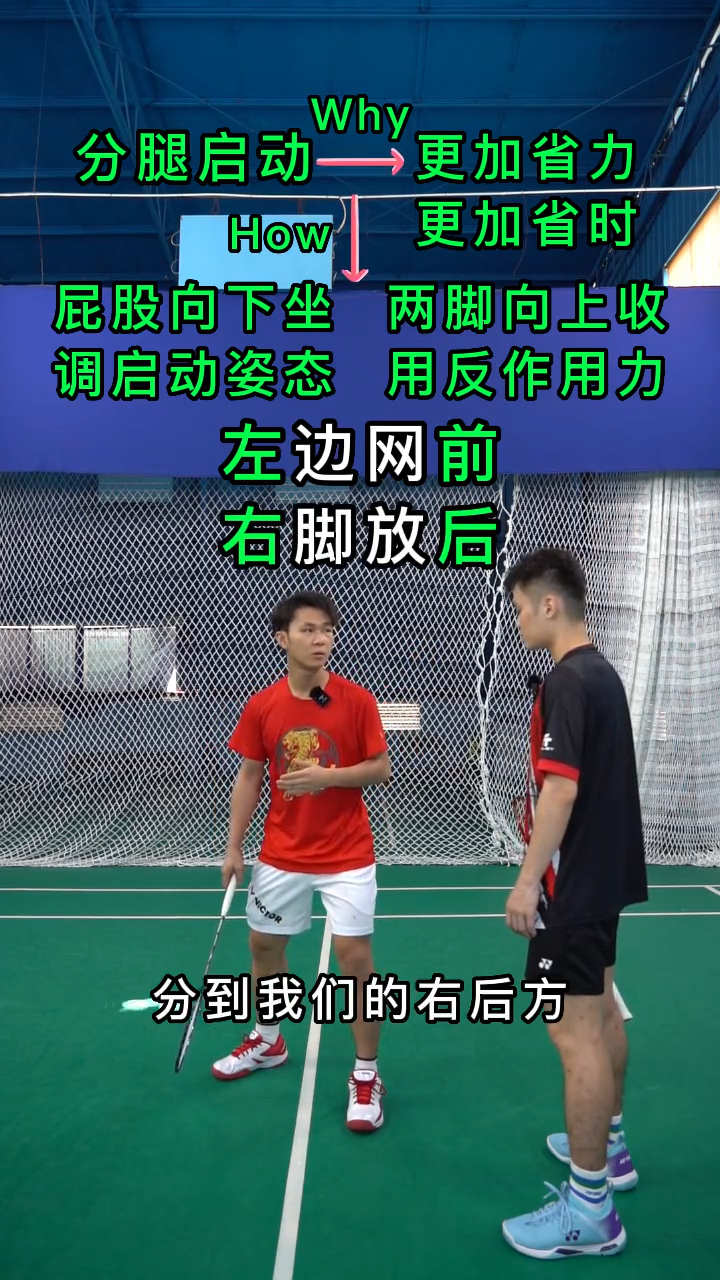 Why
分腿启动 更加省力
How 更加省时
屁股向下坐 两脚向上收
调启动姿态 用反作用力
左边网前
右脚放后
VICTOR
分到我们的右后方